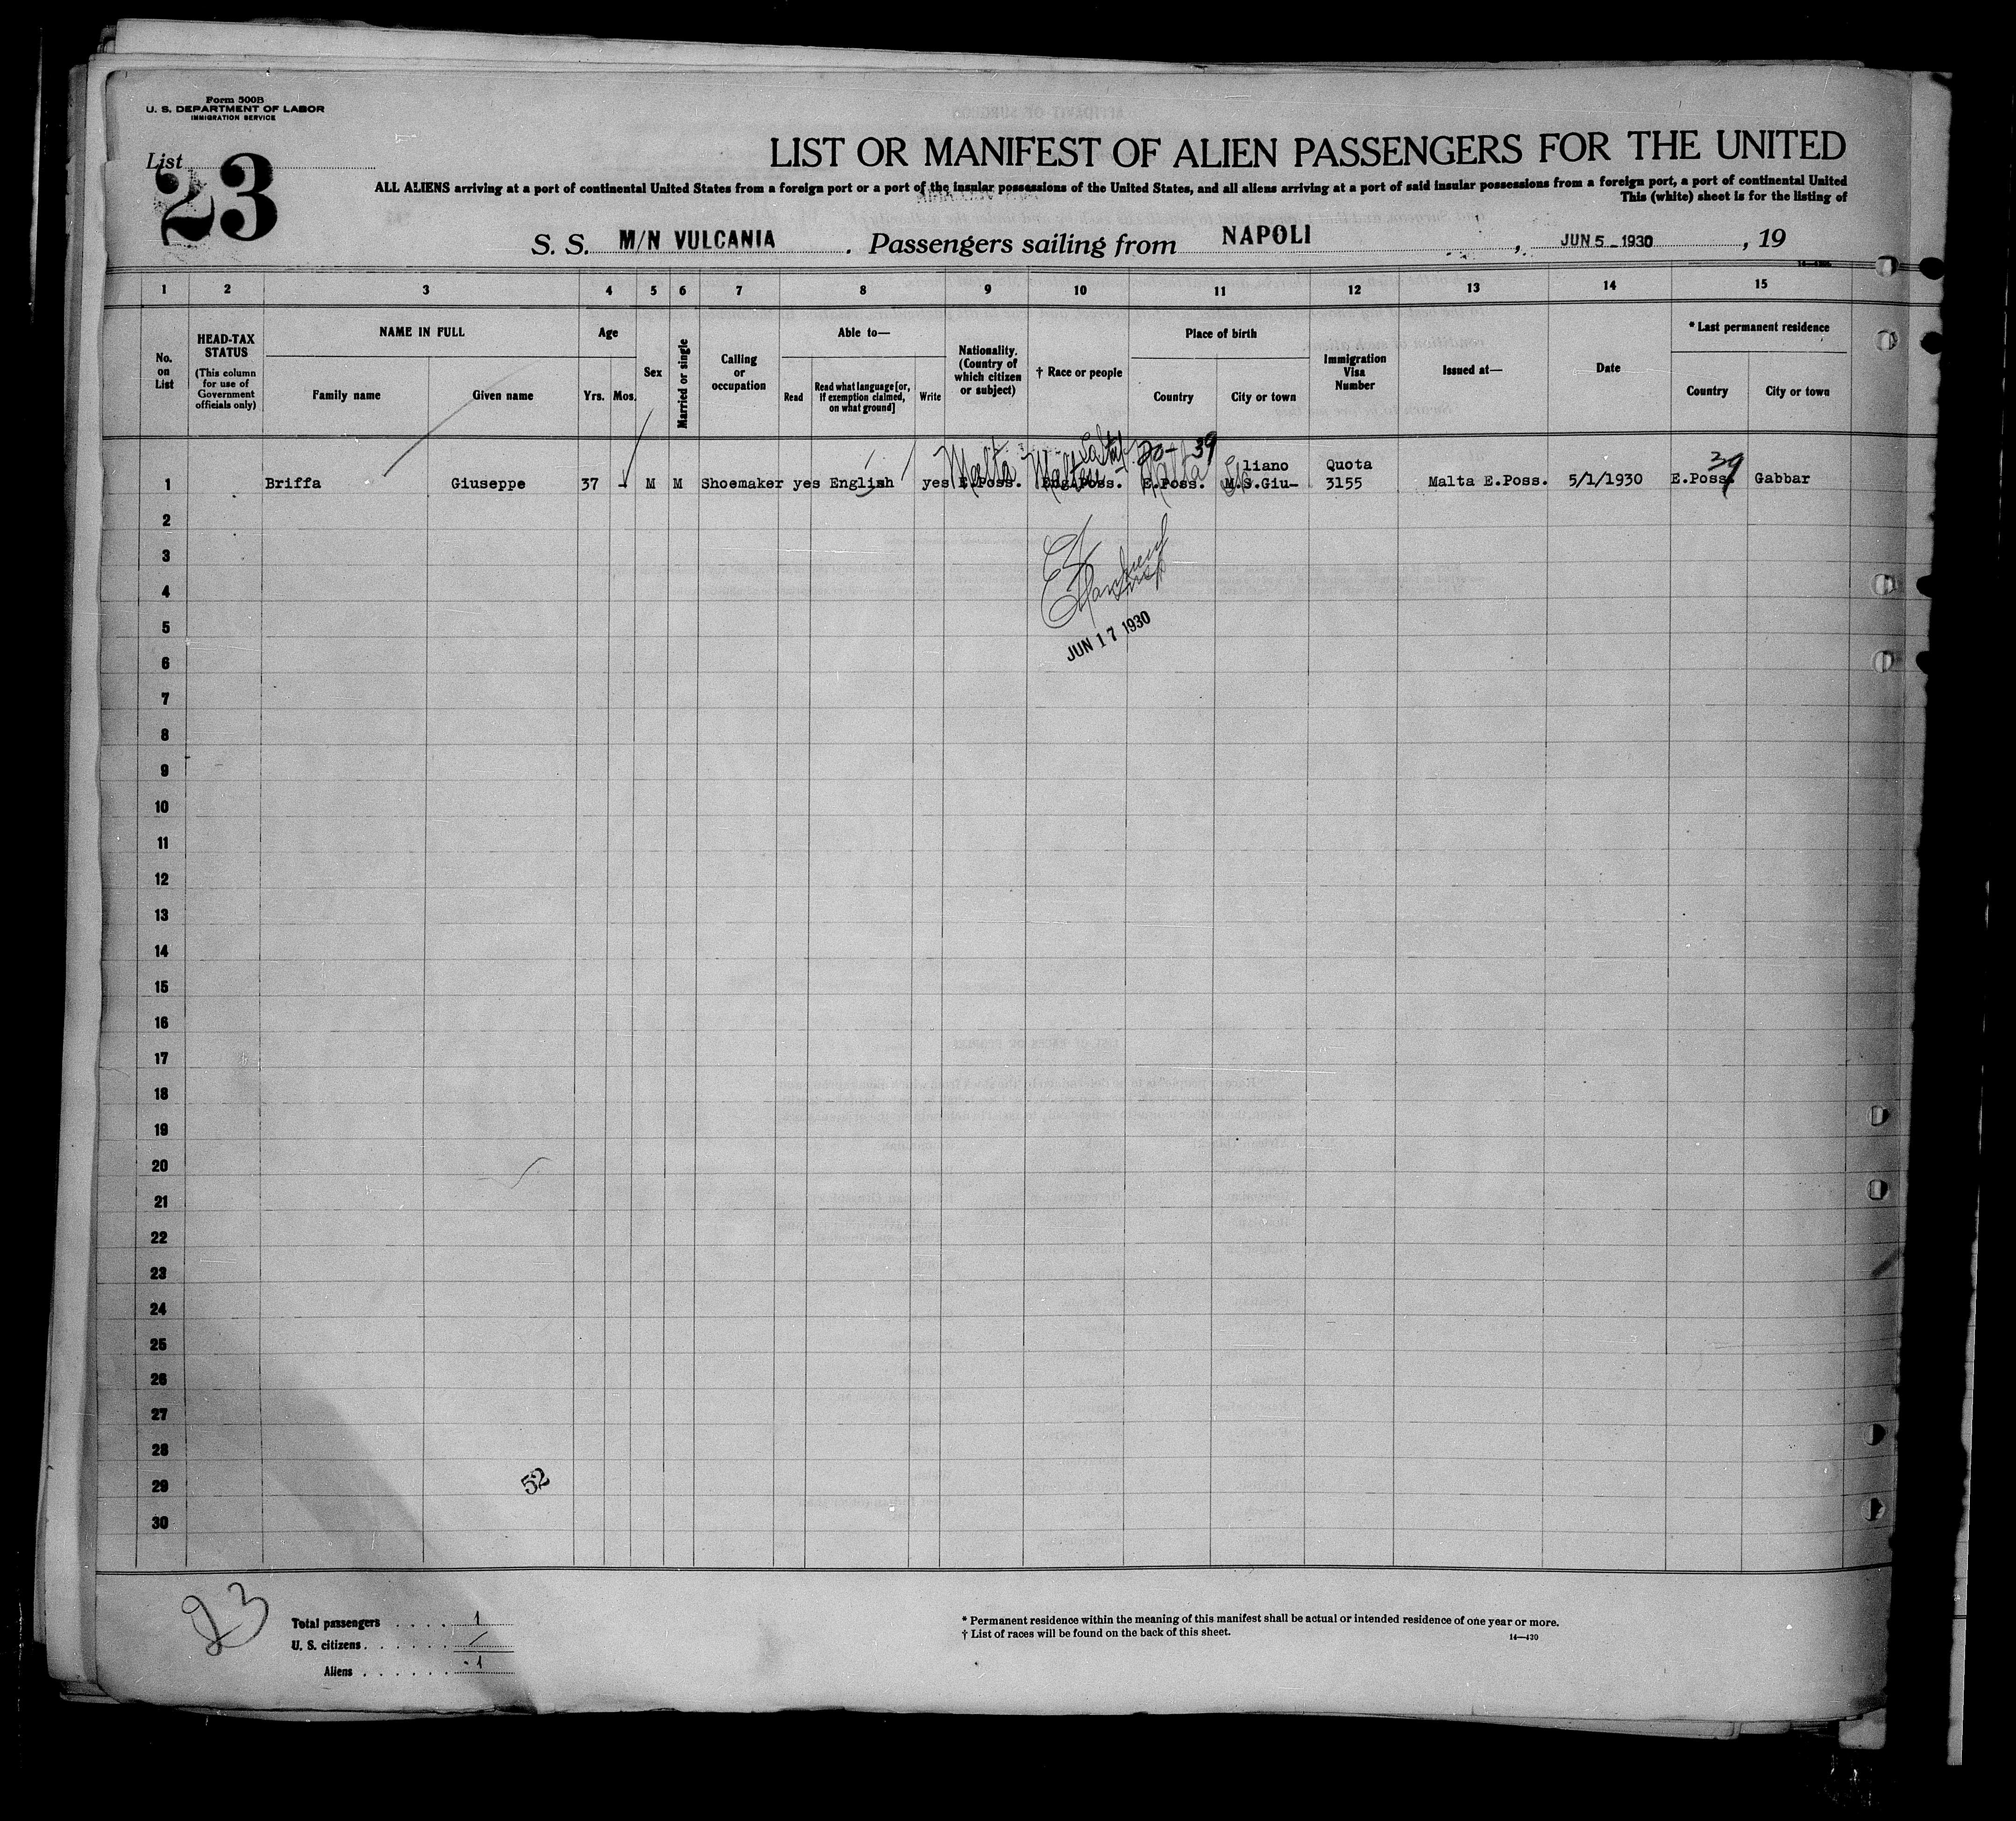 Form 500B
U. S. DEPARTMENT OF LABOR
IMMIGRATION SERVICE
List
23
LIST OR MANIFEST OF ALIEN PASSENGERS FOR THE UNITED
ALL ALIENS arriving at a port of continental United States from a foreign port or a port of the insular possessions of the United States, and all aliens arriving at a port of said insular possessions from a foreign port, a port of continental United
This (white) sheet is for the listing of
S. S. M/N VULCANIA. Passengers sailing from NAPOLI, JUN 5 - 1930, 19
1 2 3 4 5 6 7 8 9 10 11 12 13 14 15
No. on List
HEAD-TAX STATUS
(This column for use of Government officials only)
NAME IN FULL
Family name Given name
Age
Yrs. Mos.
Sex
Married or single
Calling or occupation
Able to—
Read
Read what language [or, if exemption claimed, on what ground]
Write
Nationality. (Country of which citizen or subject)
† Race or people
Place of birth
Country City or town
Immigration Visa Number
Issued at—
Date
* Last permanent residence
Country City or town
Malta 20- 39
liano Quota 39
1 Briffa Giuseppe 37 - M M Shoemaker yes English yes E.Poss. Eng.Poss. E.Poss. M.S.Giu- 3155 Malta E.Poss. 5/1/1930 E.Poss. Gabbar
Malta
2
3
4
5
JUN 17 1930
6
7
8
9
10
11
12
13
14
15
16
17
18
19
20
21
22
23
24
25
26
27
28
29
52
30
23
Total passengers . . . . 1
U. S. citizens . . . . . . /
Aliens . . . . . . 1
* Permanent residence within the meaning of this manifest shall be actual or intended residence of one year or more.
† List of races will be found on the back of this sheet.
14—430